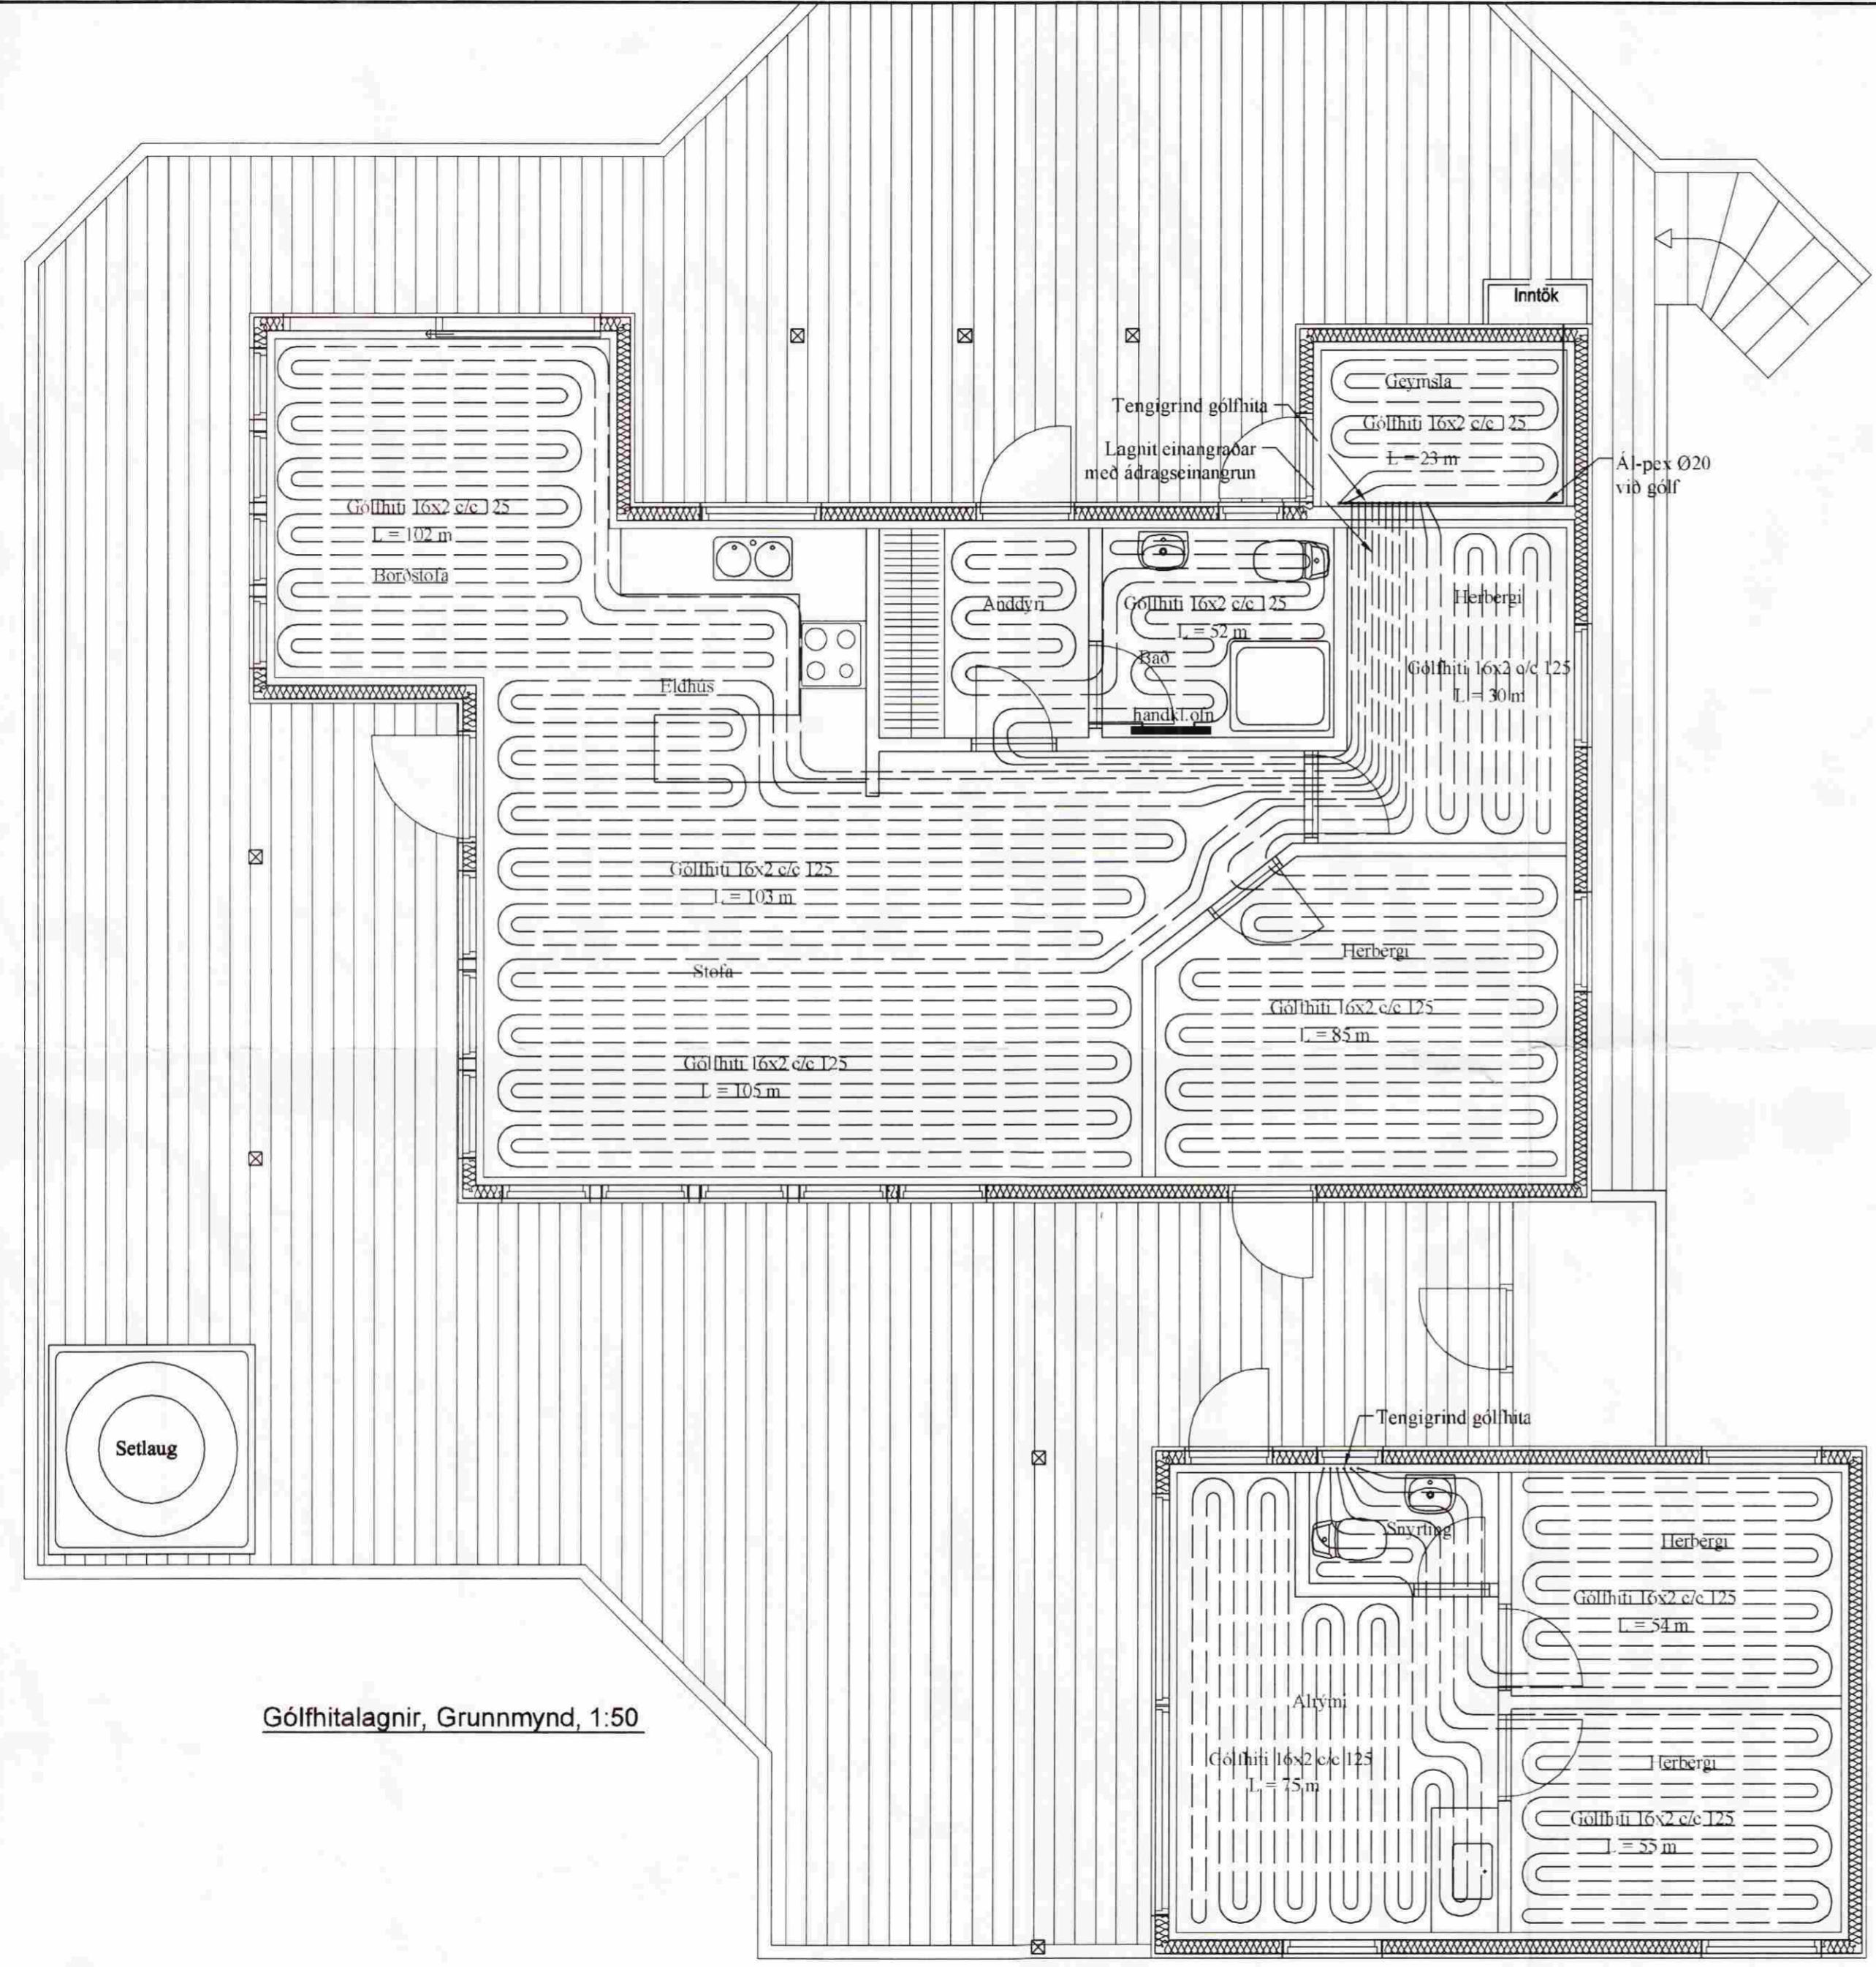 Inntök
Geymsla
Gólfhiti 16x2 c/c 125
L = 23 m
Tengigrind gólfhita
Lagnit einangraðar
með ádragseinangrun
Ál-pex Ø20
við gólf
Gólfhiti 16x2 c/c 125
L = 102 m
Borðstofa
Anddyri
Gólfhiti 16x2 c/c 125
L = 52 m
Bað
handkl.ofn
Herbergi
Gólfhiti 16x2 c/c 125
L = 30 m
Eldhús
Gólfhiti 16x2 c/c 125
L = 103 m
Stofa
Gólfhiti 16x2 c/c 125
L = 105 m
Herbergi
Gólfhiti 16x2 c/c 125
L = 85 m
Setlaug
Tengigrind gólfhita
Snyrting
Herbergi
Gólfhiti 16x2 c/c 125
L = 54 m
Alrými
Gólfhiti 16x2 c/c 125
L = 75 m
Herbergi
Gólfhiti 16x2 c/c 125
L = 55 m
Gólfhitalagnir, Grunnmynd, 1:50